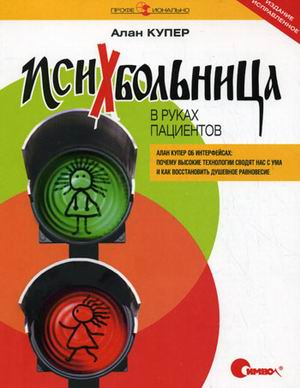 ПРОФЕССИОНАЛЬНО
ИЗДАНИЕ
ИСПРАВЛЕННОЕ
Алан КУПЕР
ПСИХБОЛЬНИЦА
В РУКАХ
ПАЦИЕНТОВ
АЛАН КУПЕР ОБ ИНТЕРФЕЙСАХ:
ПОЧЕМУ ВЫСОКИЕ ТЕХНОЛОГИИ СВОДЯТ НАС С УМА
И КАК ВОССТАНОВИТЬ ДУШЕВНОЕ РАВНОВЕСИЕ
СИМВОЛ